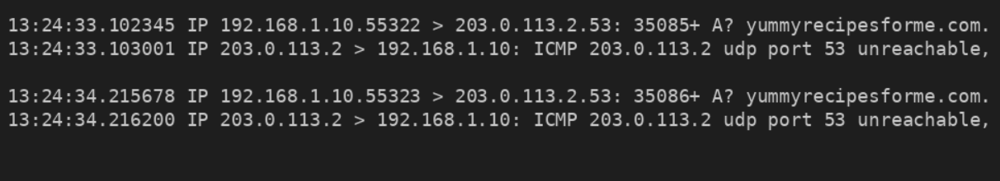 13:24:33.102345 IP 192.168.1.10.55322 > 203.0.113.2.53: 35085+ A? yummyrecipesforme.com.
13:24:33.103001 IP 203.0.113.2 > 192.168.1.10: ICMP 203.0.113.2 udp port 53 unreachable,
13:24:34.215678 IP 192.168.1.10.55323 > 203.0.113.2.53: 35086+ A? yummyrecipesforme.com.
13:24:34.216200 IP 203.0.113.2 > 192.168.1.10: ICMP 203.0.113.2 udp port 53 unreachable,